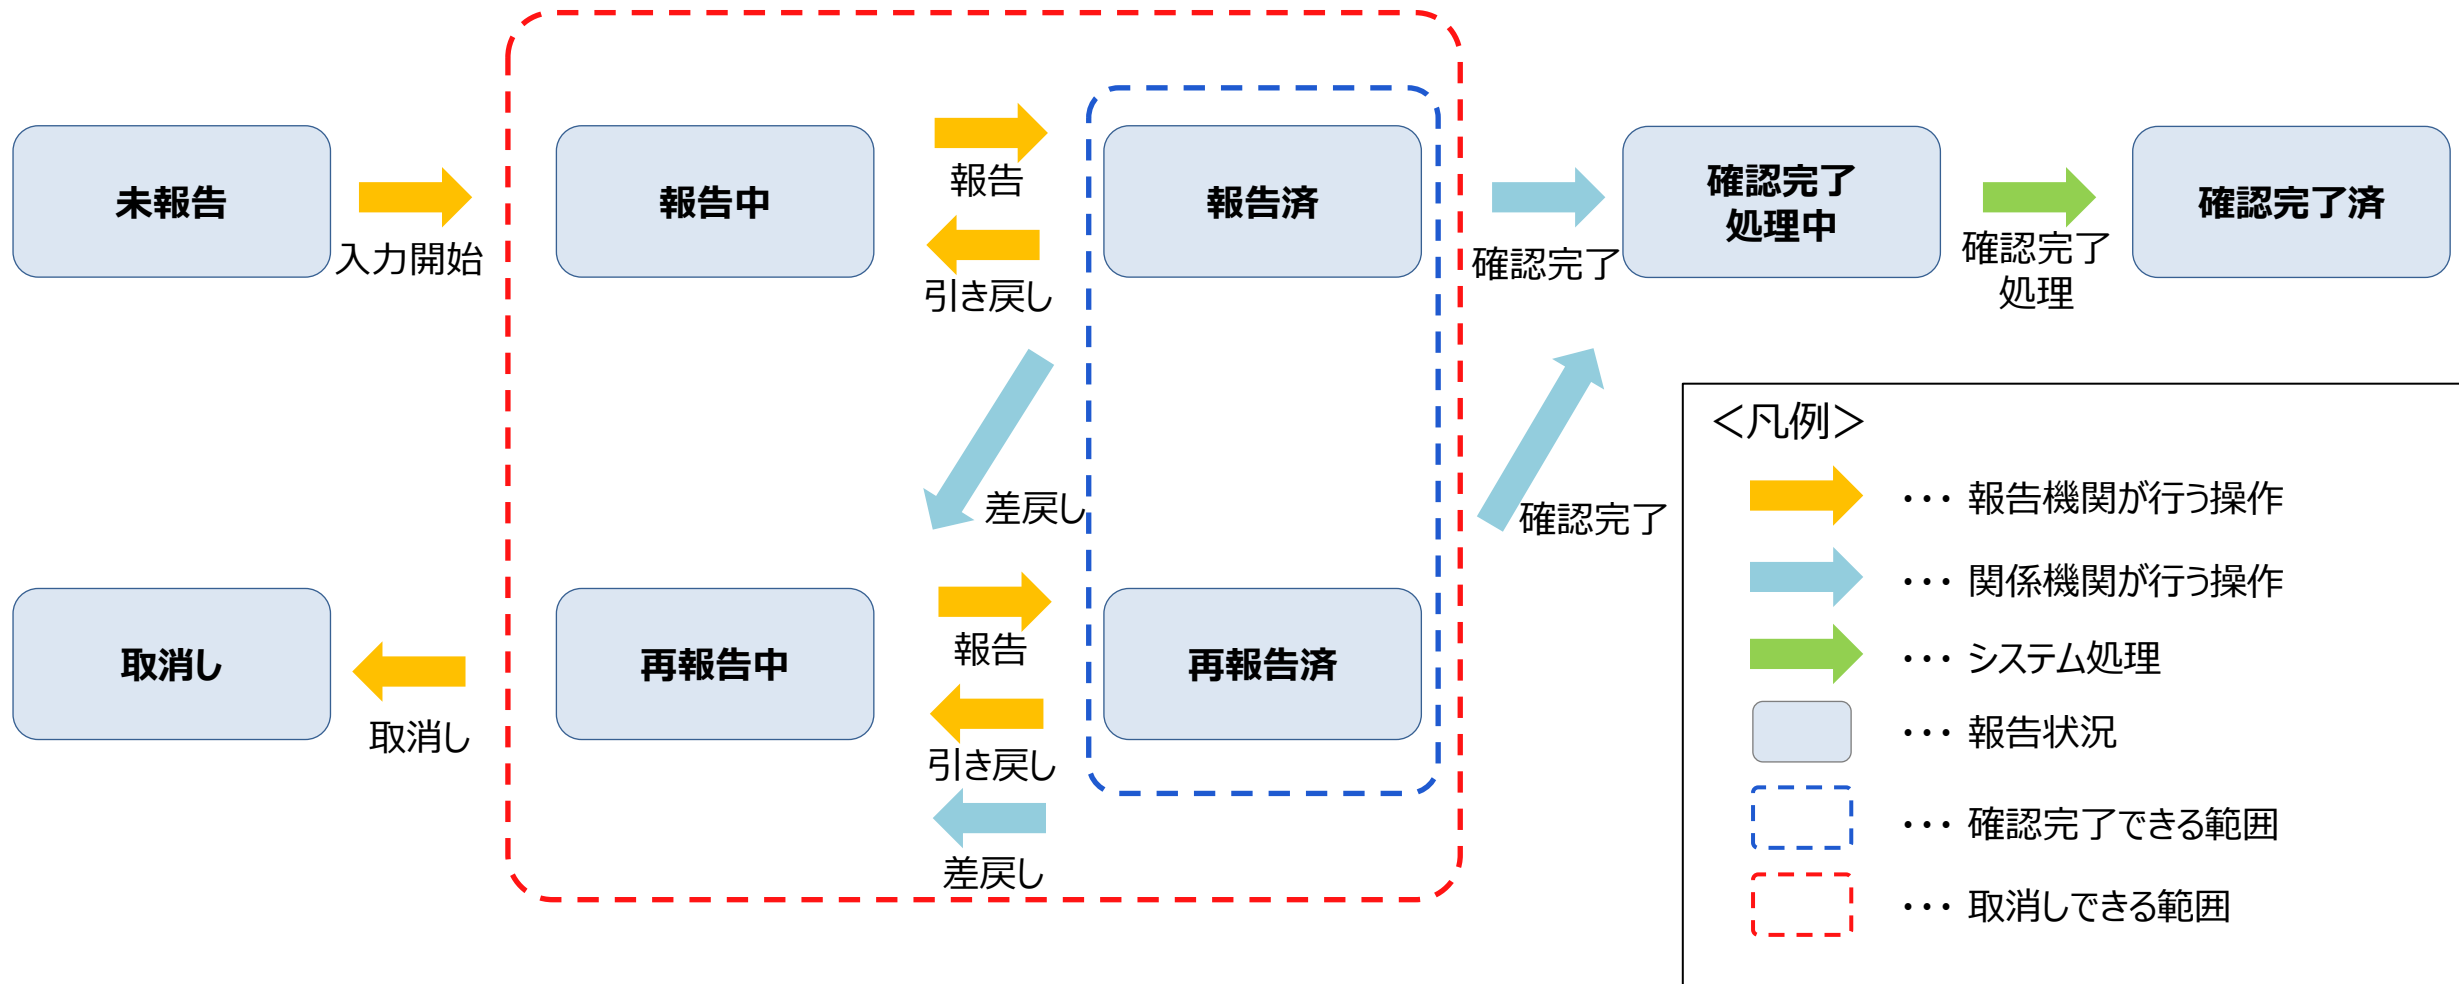 未報告
入力開始
報告中
報告
引き戻し
報告済
確認完了
確認完了
処理中
確認完了
処理
確認完了済
差戻し
確認完了
取消し
取消し
再報告中
報告
引き戻し
差戻し
再報告済
＜凡例＞
・・・ 報告機関が行う操作
・・・ 関係機関が行う操作
・・・ システム処理
・・・ 報告状況
・・・ 確認完了できる範囲
・・・ 取消しできる範囲